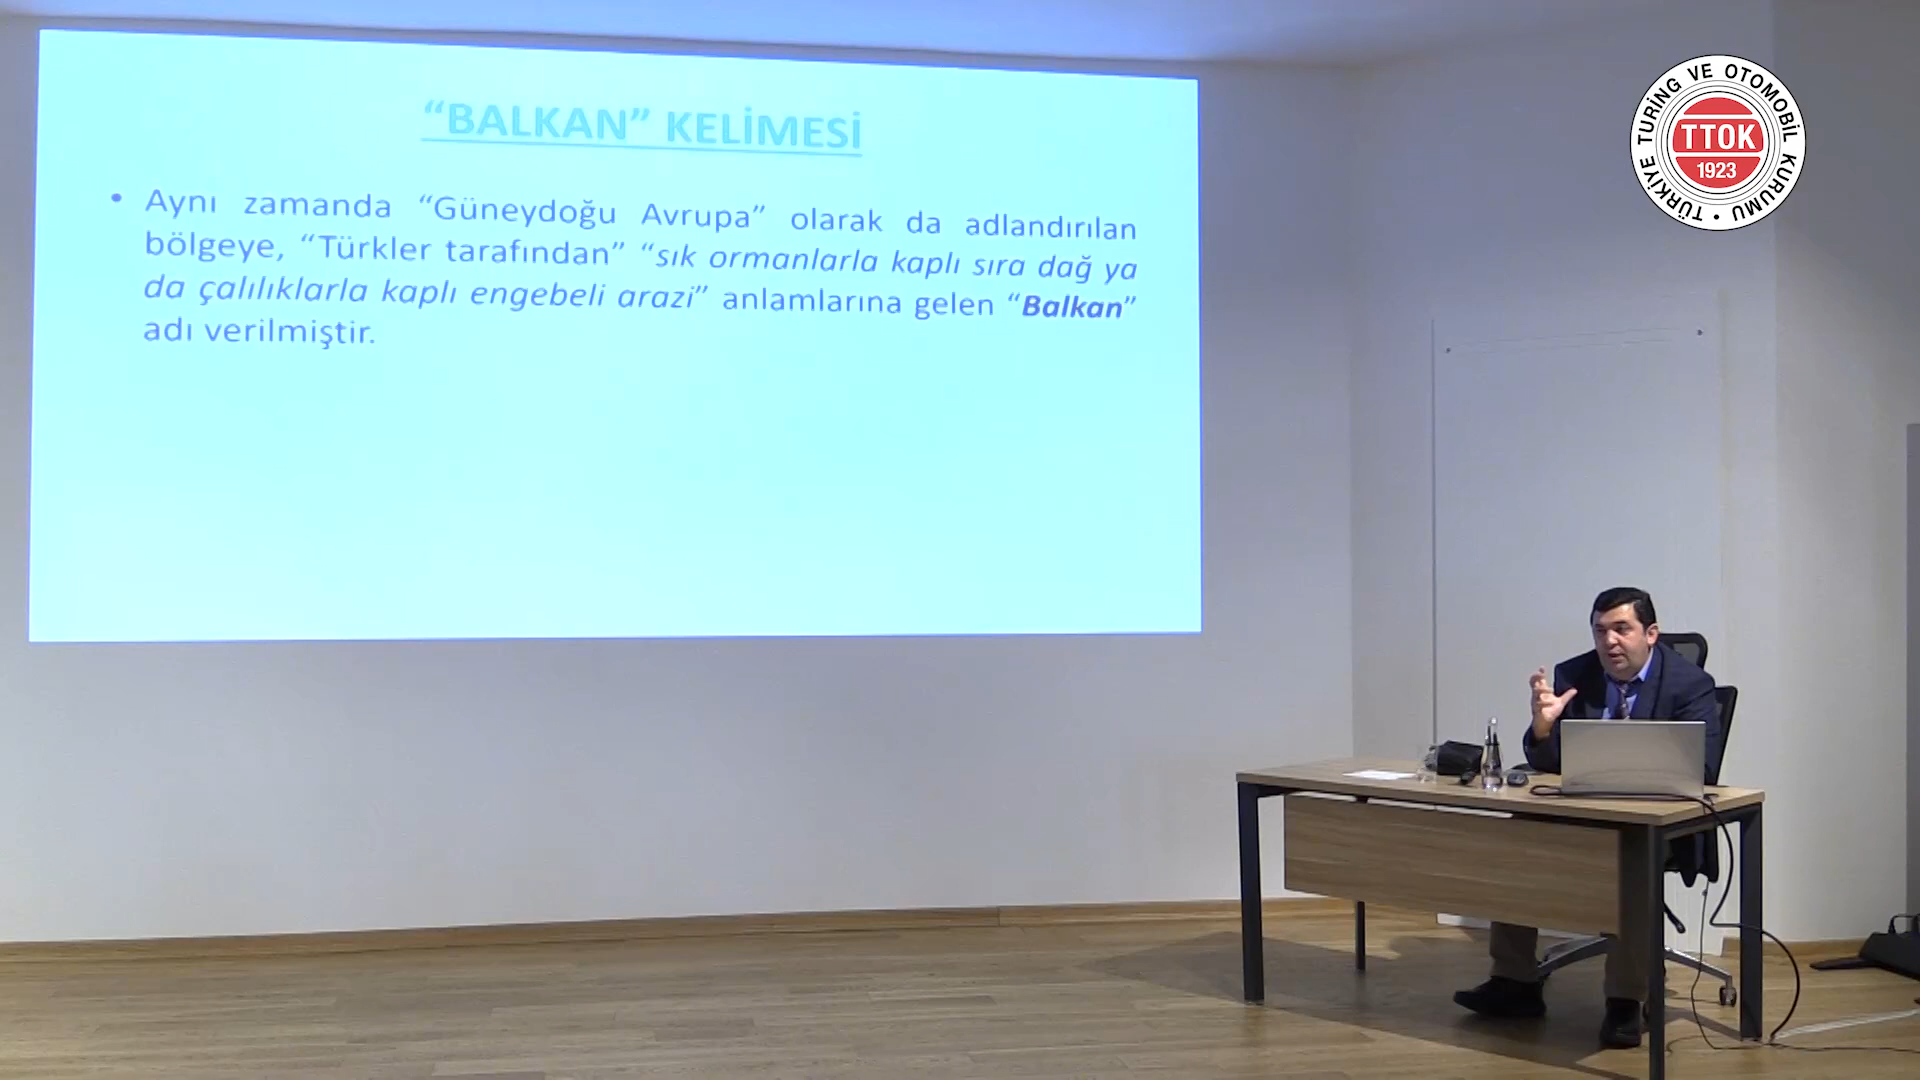 “BALKAN” KELİMESİ
• Aynı zamanda “Güneydoğu Avrupa” olarak da adlandırılan
bölgeye, “Türkler tarafından” “sık ormanlarla kaplı sıra dağ ya
da çalılıklarla kaplı engebeli arazi” anlamlarına gelen “Balkan”
adı verilmiştir.
TÜRKİYE TURİNG VE OTOMOBİL KURUMU •
TTOK
1923